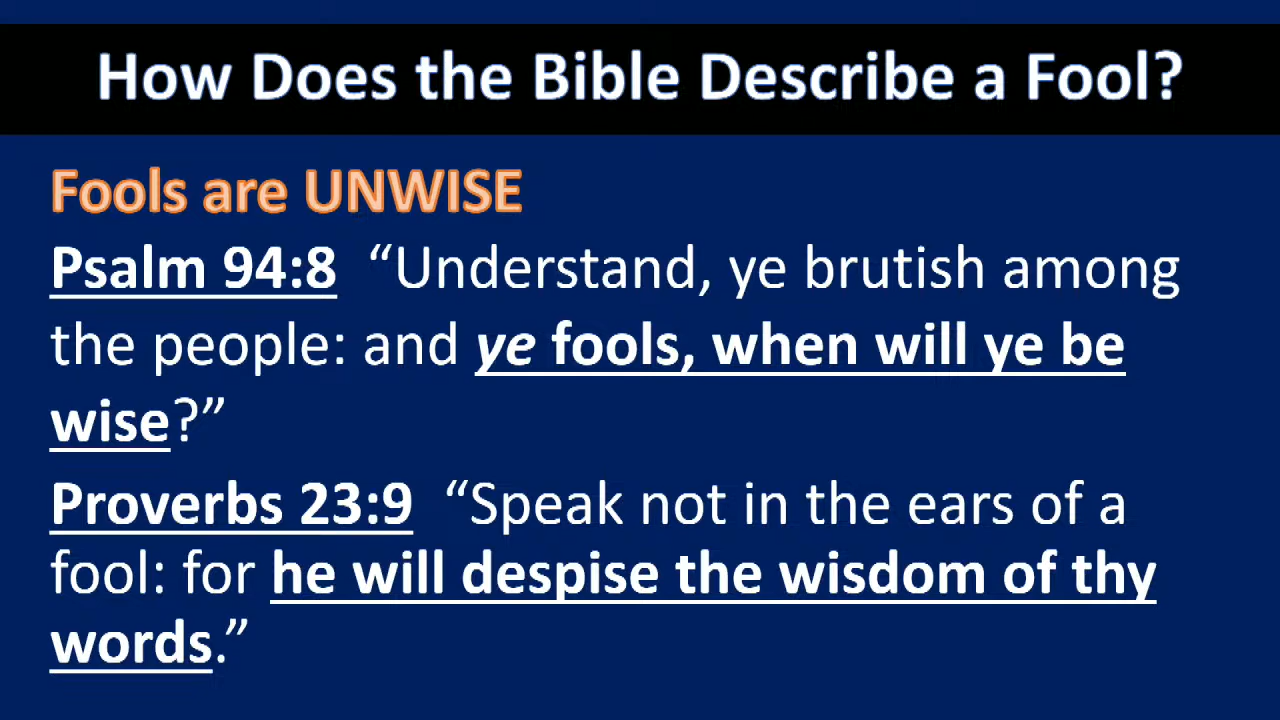 How Does the Bible Describe a Fool?
Fools are UNWISE
Psalm 94:8 “Understand, ye brutish among
the people: and ye fools, when will ye be
wise?”
Proverbs 23:9 “Speak not in the ears of a
fool: for he will despise the wisdom of thy
words.”